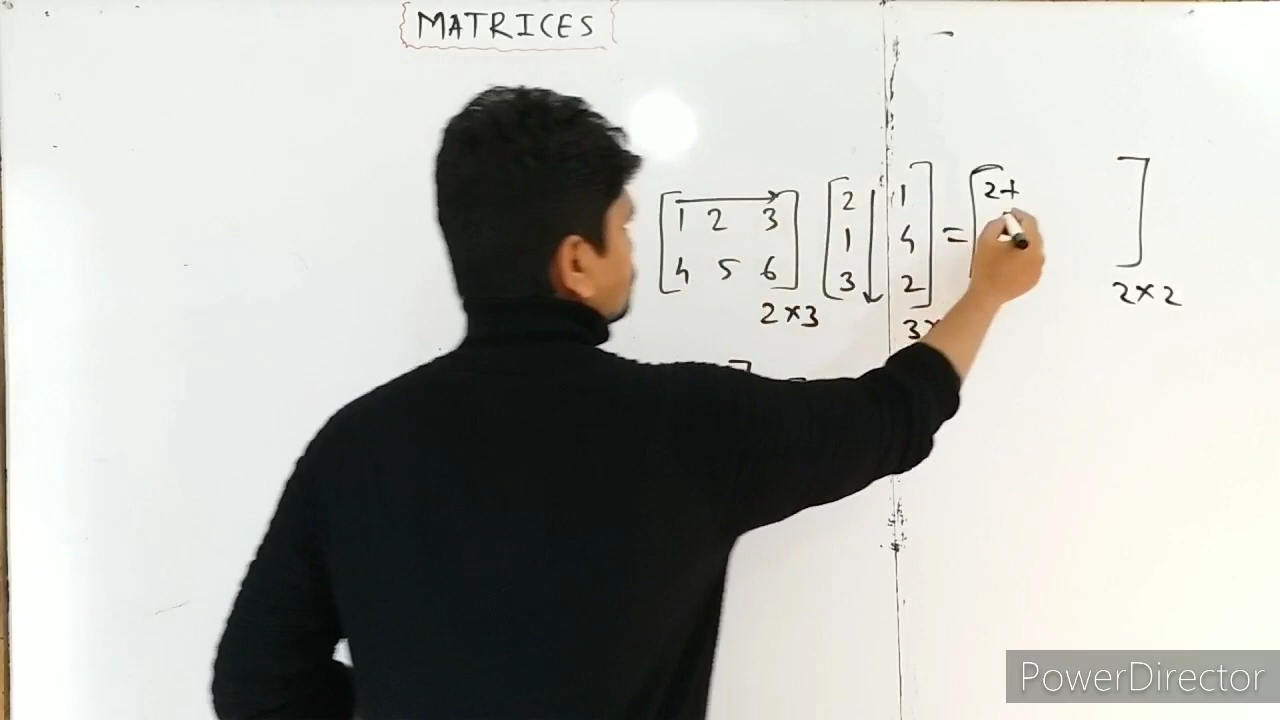 MATRICES
[1 2 3] [2 1] = [2+ ]
[4 5 6] [1 4]
[3 2]
2×3 3× 2×2
PowerDirector